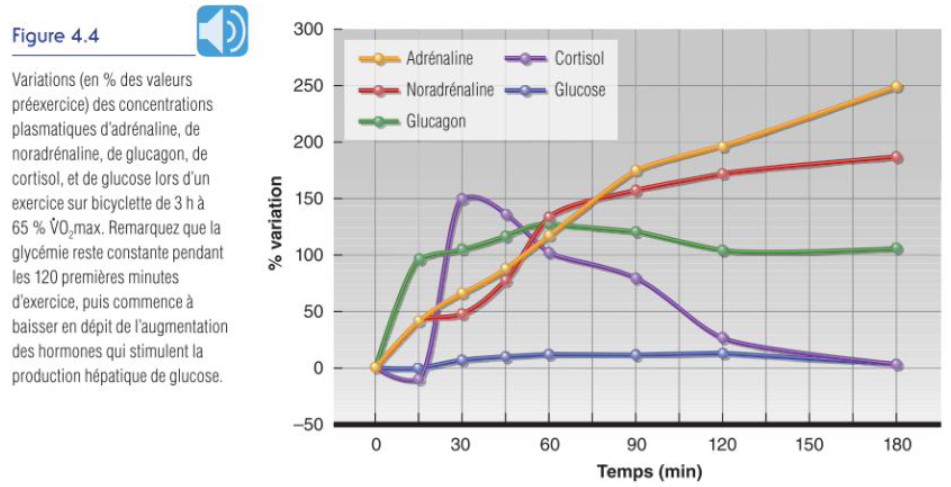 Figure 4.4
Variations (en % des valeurs
préexercice) des concentrations
plasmatiques d'adrénaline, de
noradrénaline, de glucagon, de
cortisol, et de glucose lors d'un
exercice sur bicyclette de 3 h à
65 % V̇O₂max. Remarquez que la
glycémie reste constante pendant
les 120 premières minutes
d'exercice, puis commence à
baisser en dépit de l'augmentation
des hormones qui stimulent la
production hépatique de glucose.
% variation
300
250
200
150
100
50
0
–50
Adrénaline
Noradrénaline
Glucagon
Cortisol
Glucose
0 30 60 90 120 150 180
Temps (min)